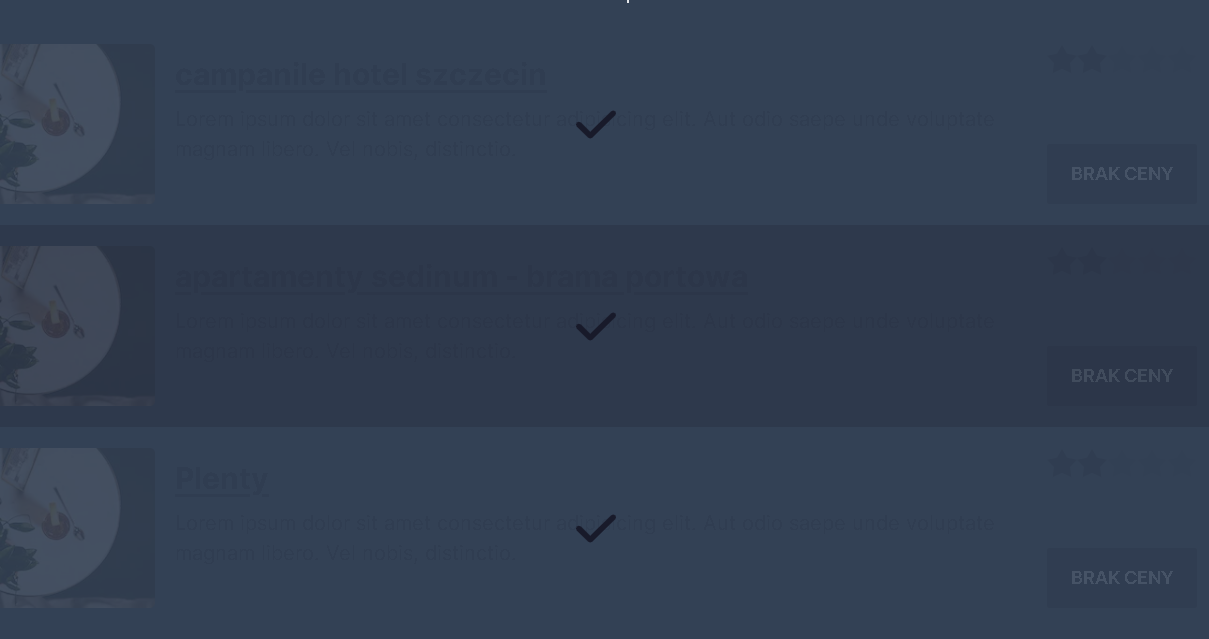 campanile hotel szczecin
Lorem ipsum dolor sit amet consectetur adipisicing elit. Aut odio saepe unde voluptate
magnam libero. Vel nobis, distinctio.
BRAK CENY
apartamenty sedinum - brama portowa
Lorem ipsum dolor sit amet consectetur adipisicing elit. Aut odio saepe unde voluptate
magnam libero. Vel nobis, distinctio.
BRAK CENY
Plenty
Lorem ipsum dolor sit amet consectetur adipisicing elit. Aut odio saepe unde voluptate
magnam libero. Vel nobis, distinctio.
BRAK CENY